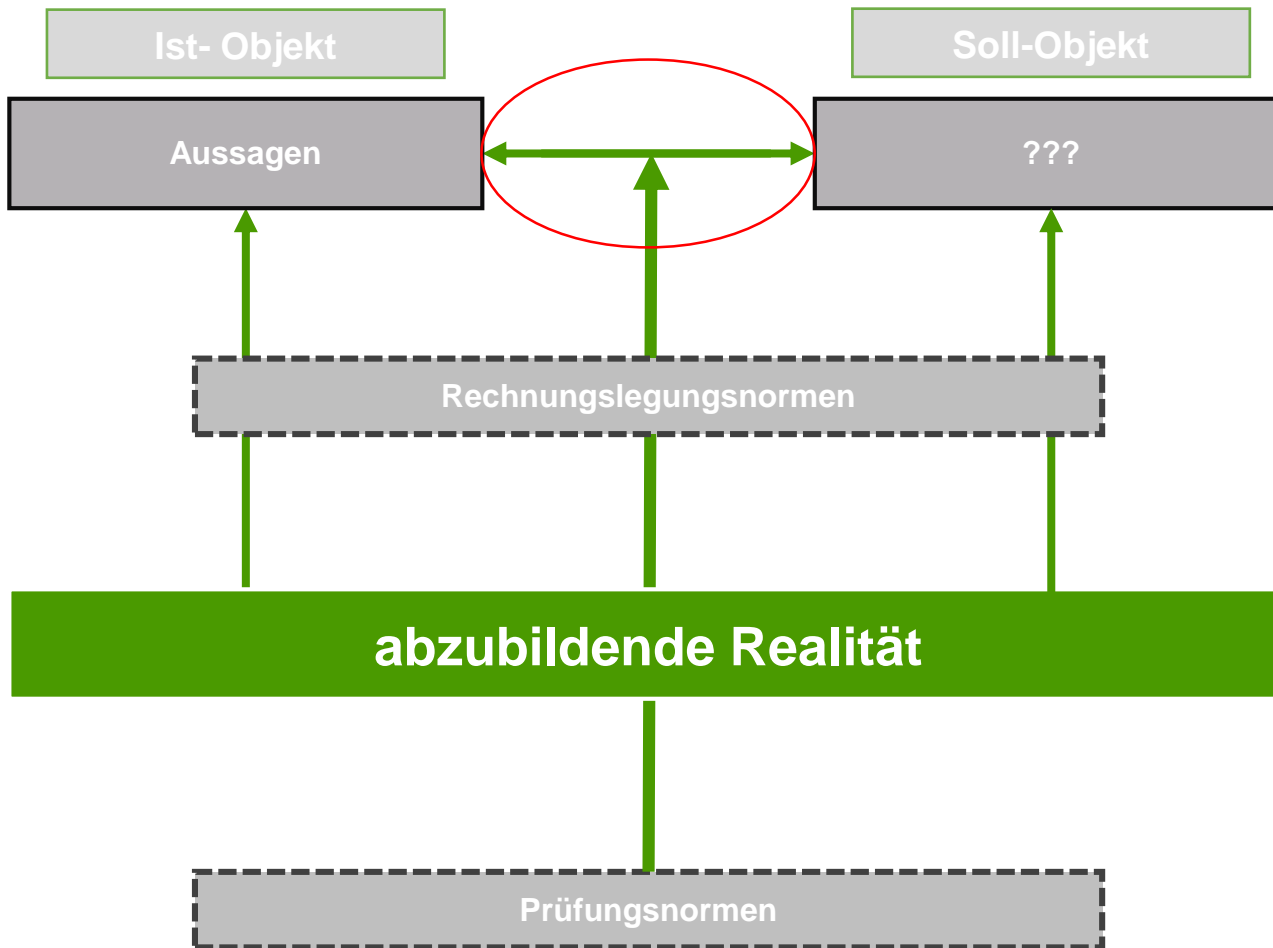 Ist- Objekt
Soll-Objekt
Aussagen
???
Rechnungslegungsnormen
abzubildende Realität
Prüfungsnormen